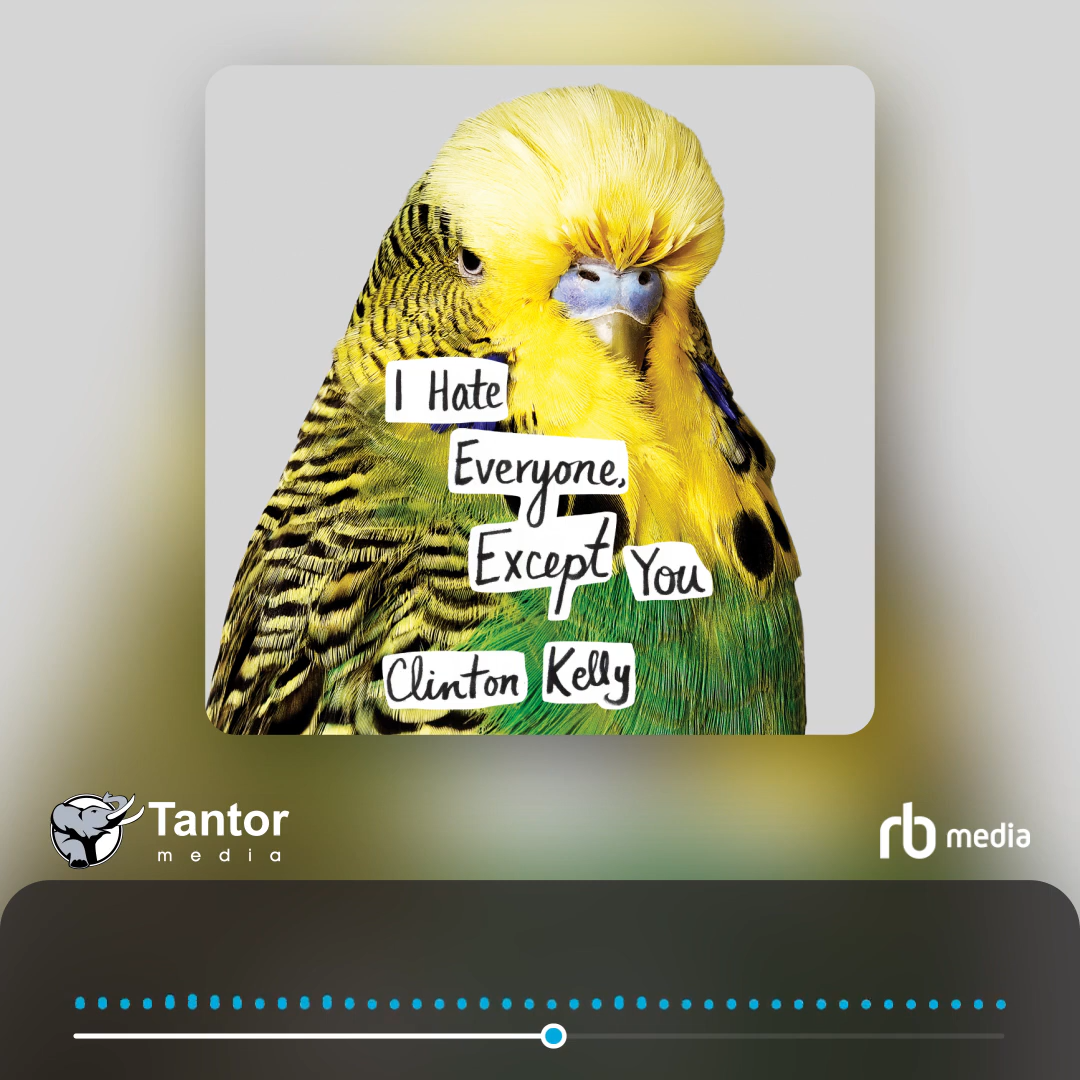 I Hate
Everyone,
Except You
Clinton Kelly
Tantor
media
rb media